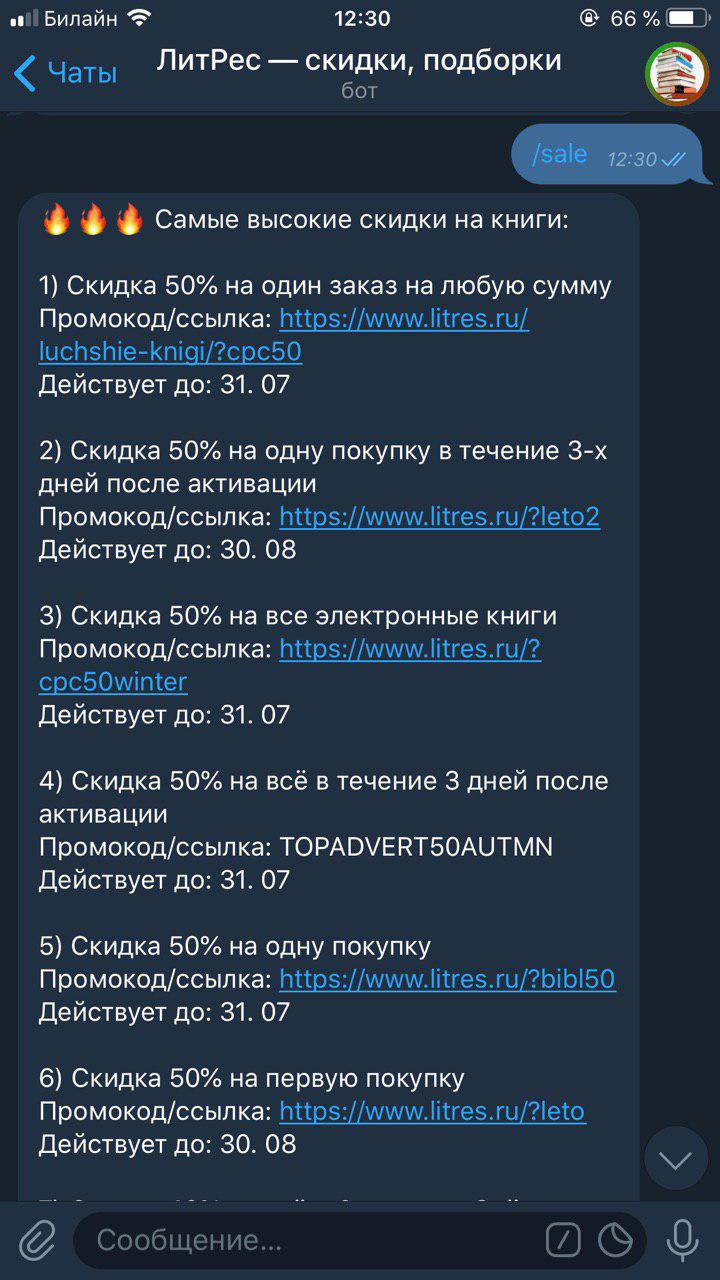 Билайн 12:30 66 %
Чаты
ЛитРес — скидки, подборки
бот
/sale 12:30
🔥🔥🔥 Самые высокие скидки на книги:
1) Скидка 50% на один заказ на любую сумму
Промокод/ссылка: https://www.litres.ru/
luchshie-knigi/?cpc50
Действует до: 31. 07
2) Скидка 50% на одну покупку в течение 3-х
дней после активации
Промокод/ссылка: https://www.litres.ru/?leto2
Действует до: 30. 08
3) Скидка 50% на все электронные книги
Промокод/ссылка: https://www.litres.ru/?
cpc50winter
Действует до: 31. 07
4) Скидка 50% на всё в течение 3 дней после
активации
Промокод/ссылка: TOPADVERT50AUTMN
Действует до: 31. 07
5) Скидка 50% на одну покупку
Промокод/ссылка: https://www.litres.ru/?bibl50
Действует до: 31. 07
6) Скидка 50% на первую покупку
Промокод/ссылка: https://www.litres.ru/?leto
Действует до: 30. 08
Сообщение...